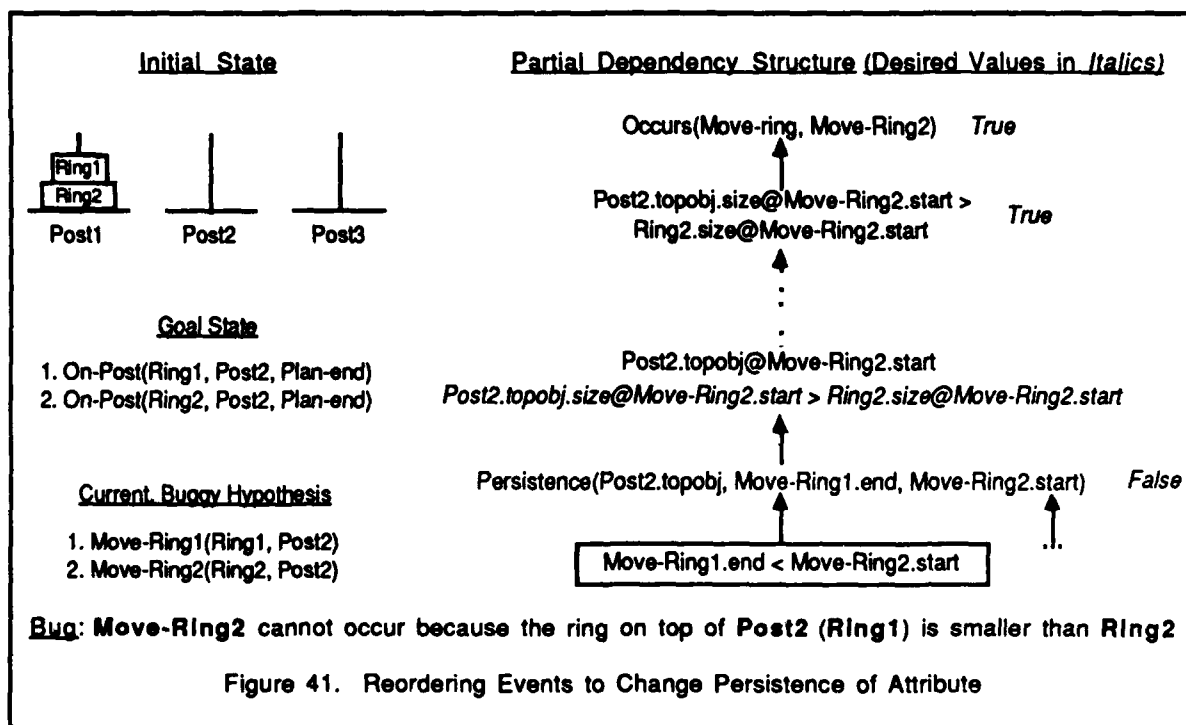 Initial State
Ring1
Ring2
Post1 Post2 Post3
Goal State
1. On-Post(Ring1, Post2, Plan-end)
2. On-Post(Ring2, Post2, Plan-end)
Current, Buggy Hypothesis
1. Move-Ring1(Ring1, Post2)
2. Move-Ring2(Ring2, Post2)
Partial Dependency Structure (Desired Values in Italics)
Occurs(Move-ring, Move-Ring2) True
Post2.topobj.size@Move-Ring2.start >
Ring2.size@Move-Ring2.start
True
Post2.topobj@Move-Ring2.start
Post2.topobj.size@Move-Ring2.start > Ring2.size@Move-Ring2.start
Persistence(Post2.topobj, Move-Ring1.end, Move-Ring2.start) False
...
Move-Ring1.end < Move-Ring2.start
Bug: Move-Ring2 cannot occur because the ring on top of Post2 (Ring1) is smaller than Ring2
Figure 41. Reordering Events to Change Persistence of Attribute